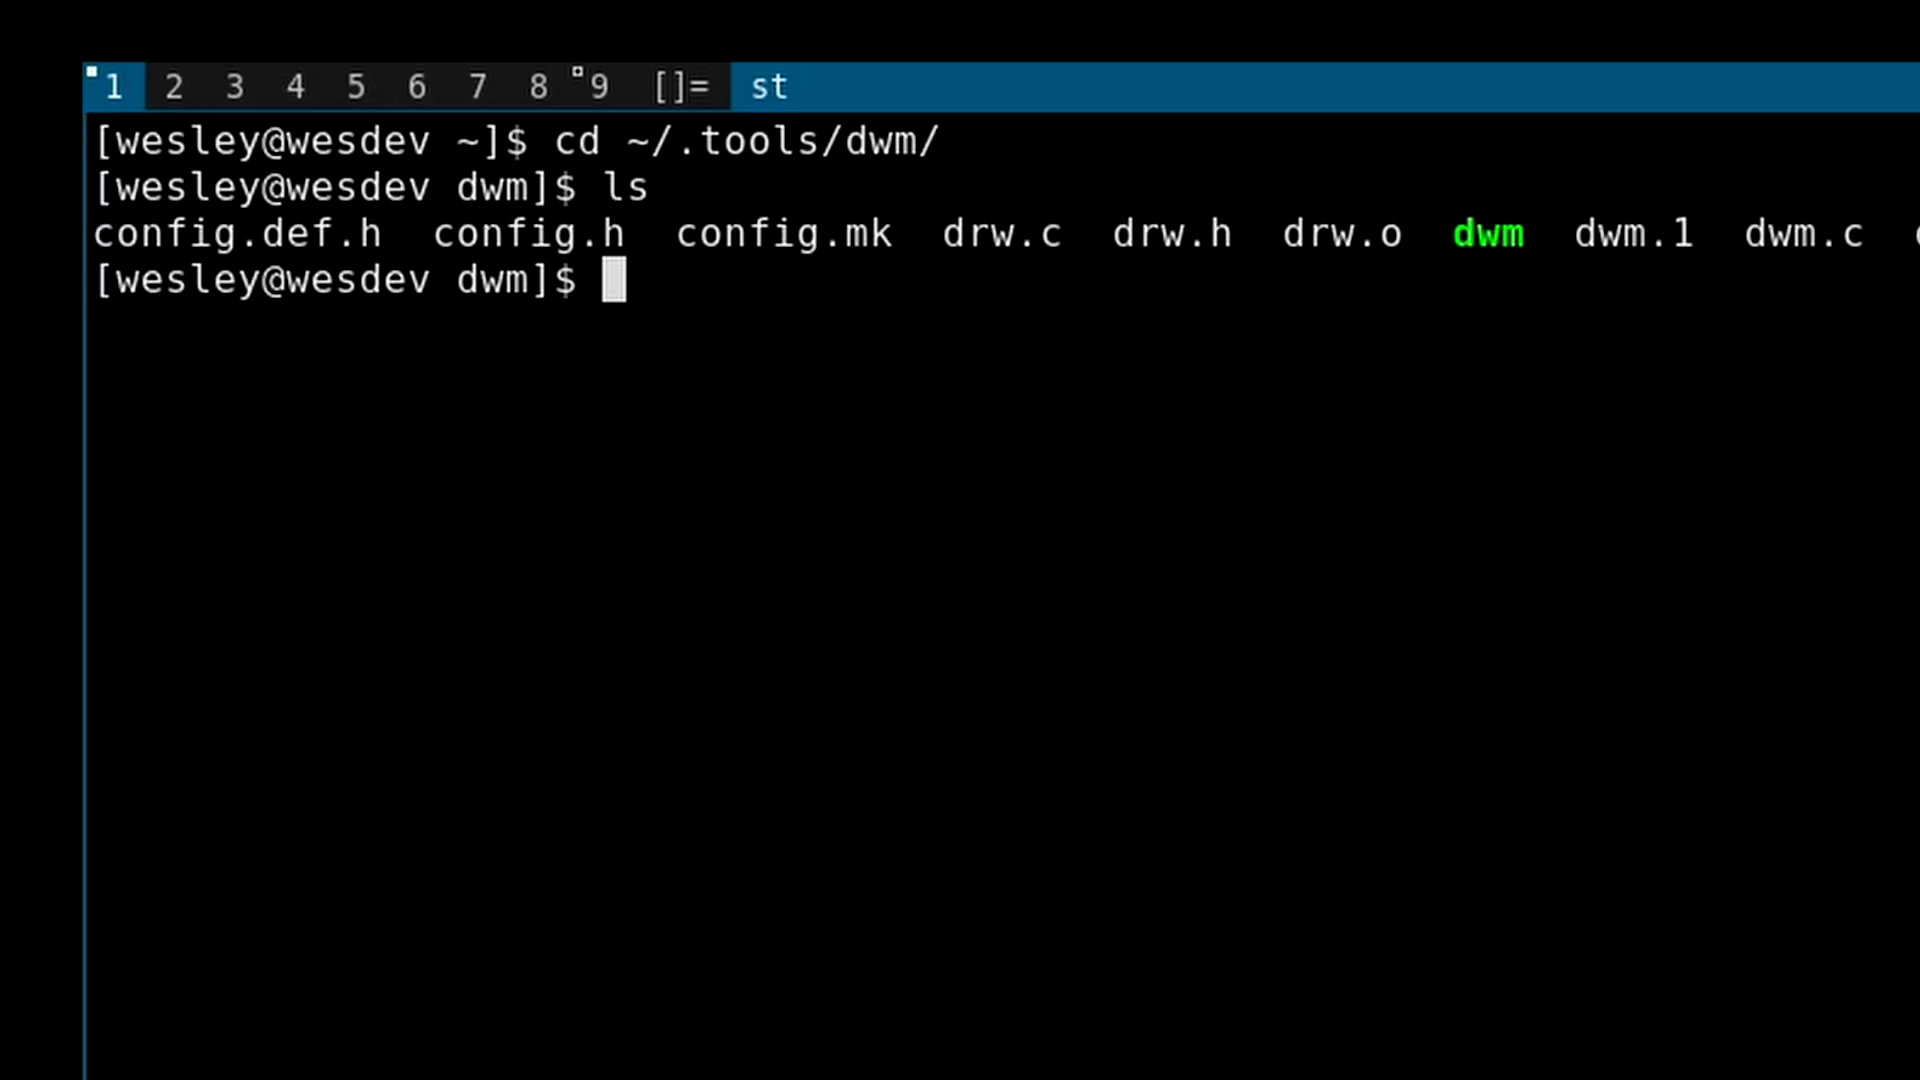 1 2 3 4 5 6 7 8 9 []= st
[wesley@wesdev ~]$ cd ~/.tools/dwm/
[wesley@wesdev dwm]$ ls
config.def.h config.h config.mk drw.c drw.h drw.o dwm dwm.1 dwm.c
[wesley@wesdev dwm]$